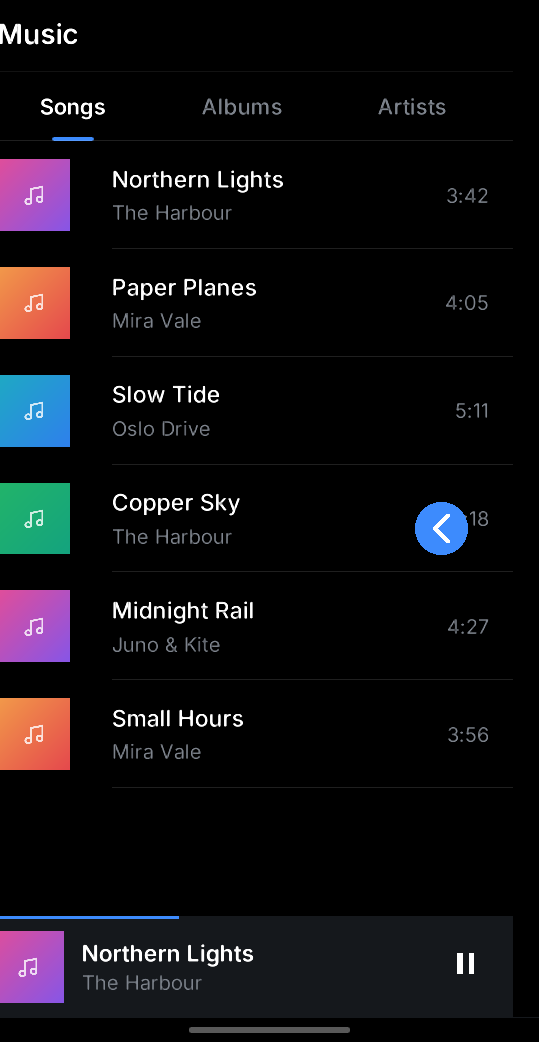 Music
Songs Albums Artists
Northern Lights
3:42
The Harbour
Paper Planes
4:05
Mira Vale
Slow Tide
5:11
Oslo Drive
Copper Sky
:18
The Harbour
Midnight Rail
4:27
Juno & Kite
Small Hours
3:56
Mira Vale
Northern Lights
The Harbour